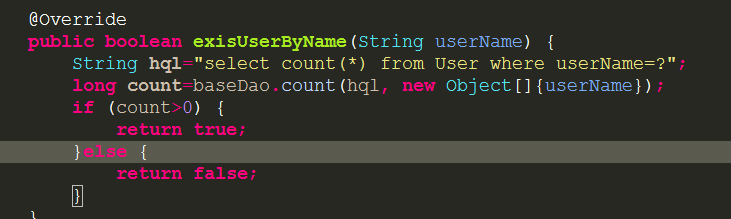 @Override
public boolean exisUserByName(String userName) {
String hql="select count(*) from User where userName=?";
long count=baseDao.count(hql, new Object[]{userName});
if (count>0) {
return true;
}else {
return false;
}
}